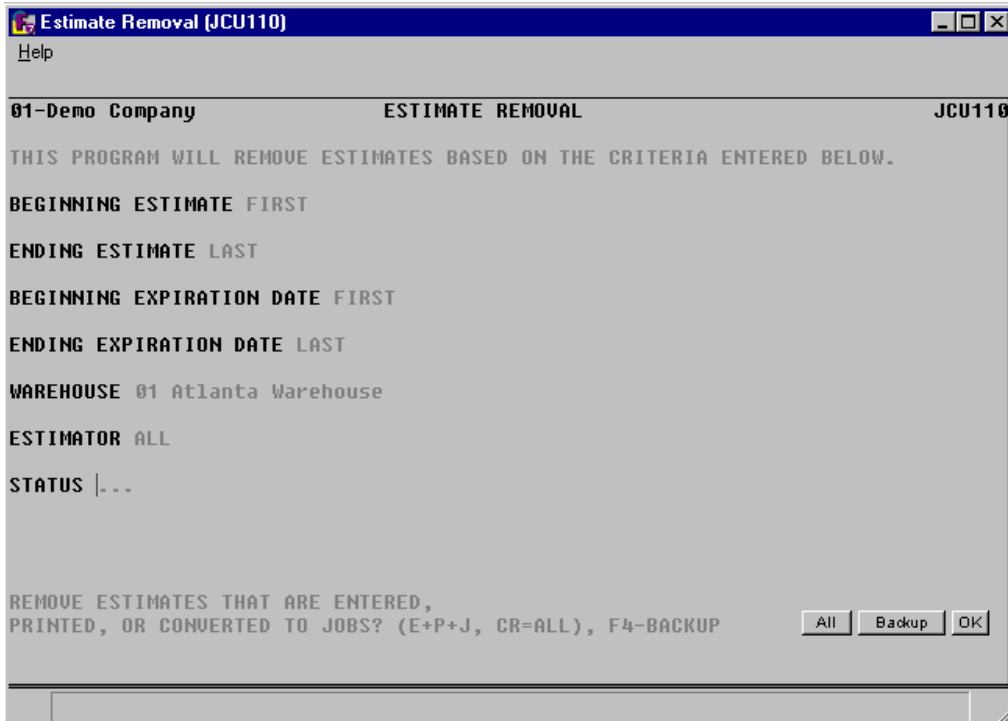 Estimate Removal (JCU110)
Help
01-Demo Company ESTIMATE REMOVAL JCU110
THIS PROGRAM WILL REMOVE ESTIMATES BASED ON THE CRITERIA ENTERED BELOW.
BEGINNING ESTIMATE FIRST
ENDING ESTIMATE LAST
BEGINNING EXPIRATION DATE FIRST
ENDING EXPIRATION DATE LAST
WAREHOUSE 01 Atlanta Warehouse
ESTIMATOR ALL
STATUS ...
REMOVE ESTIMATES THAT ARE ENTERED,
PRINTED, OR CONVERTED TO JOBS? (E+P+J, CR=ALL), F4-BACKUP All Backup OK